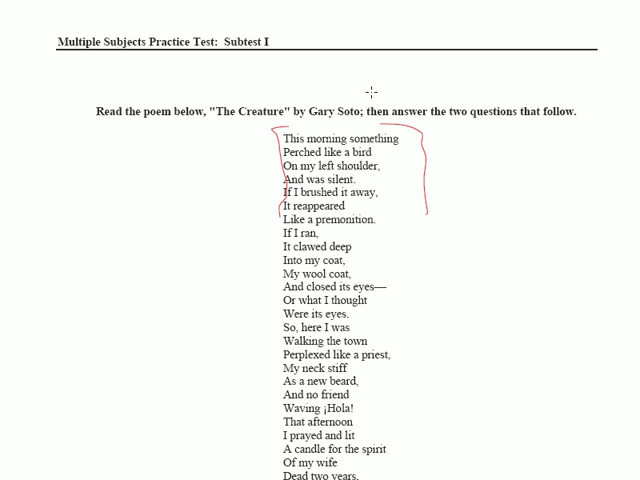 Multiple Subjects Practice Test: Subtest I
Read the poem below, "The Creature" by Gary Soto; then answer the two questions that follow.
This morning something
Perched like a bird
On my left shoulder,
And was silent.
If I brushed it away,
It reappeared
Like a premonition.
If I ran,
It clawed deep
Into my coat,
My wool coat,
And closed its eyes—
Or what I thought
Were its eyes.
So, here I was
Walking the town
Perplexed like a priest,
My neck stiff
As a new beard,
And no friend
Waving ¡Hola!
That afternoon
I prayed and lit
A candle for the spirit
Of my wife
Dead two years.